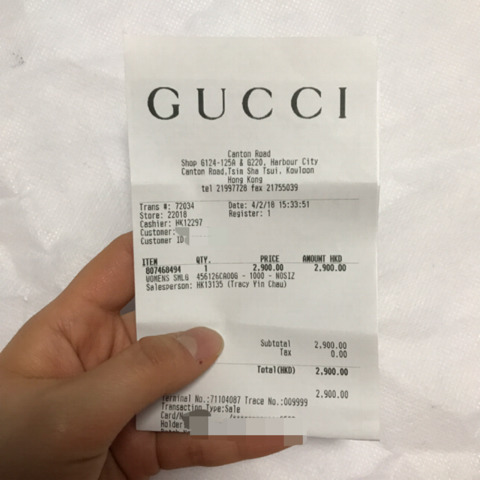 GUCCI
Canton Road
Shop G124-125A & G220, Harbour City
Canton Road,Tsim Sha Tsui, Kowloon
Hong Kong
tel 21997728 fax 21755039
Trans #: 72034 Date: 4/2/18 15:33:51
Store: 22018 Register: 1
Cashier: HK12297
Customer:
Customer ID
ITEM QTY. PRICE AMOUNT HKD
807468494 1 2,900.00 2,900.00
WOMENS SMLG 456126CAO0G - 1000 - NOSIZ
Salesperson: HK13135 (Tracy Yin Chau)
Subtotal 2,900.00
Tax 0.00
Total(HKD) 2,900.00
2,900.00
Terminal No.:71104087 Trace No.:009999
Transaction Type:Sale
Card/
Holder